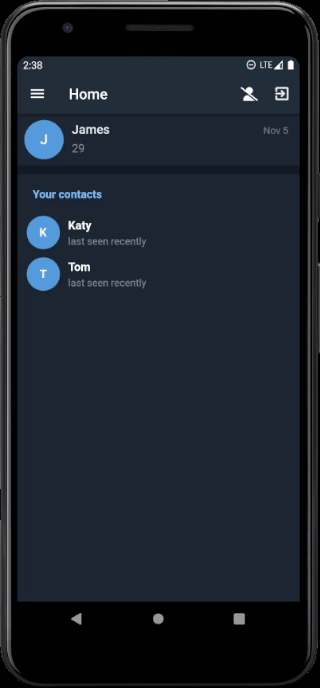 2:38
LTE
Home
J
James
Nov 5
29
Your contacts
K
Katy
last seen recently
T
Tom
last seen recently